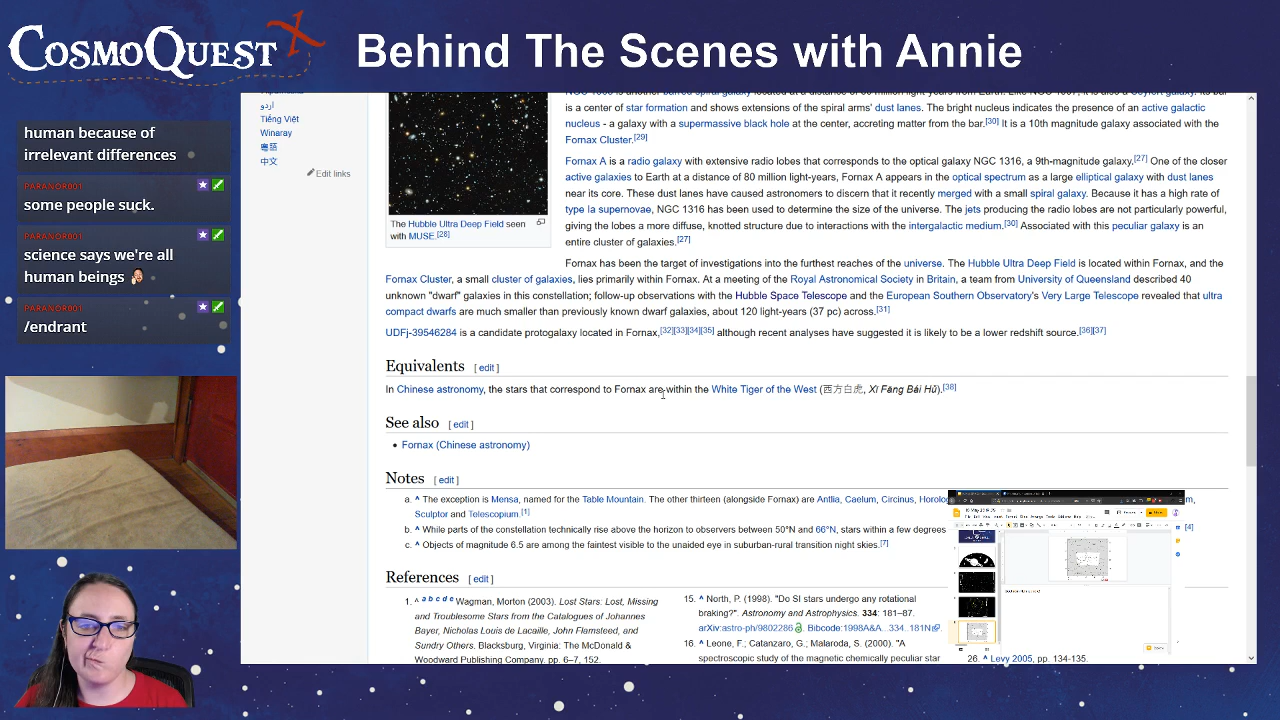 CosmoQuest X
Behind The Scenes with Annie
human because of
irrelevant differences
PARANOR001
some people suck.
PARANOR001
science says we're all
human beings
PARANOR001
/endrant
اردو
Tiếng Việt
Winaray
粵語
中文
Edit links
is a center of star formation and shows extensions of the spiral arms' dust lanes. The bright nucleus indicates the presence of an active galactic
nucleus - a galaxy with a supermassive black hole at the center, accreting matter from the bar.[30] It is a 10th magnitude galaxy associated with the
Fornax Cluster.[29]
Fornax A is a radio galaxy with extensive radio lobes that corresponds to the optical galaxy NGC 1316, a 9th-magnitude galaxy.[27] One of the closer
active galaxies to Earth at a distance of 80 million light-years, Fornax A appears in the optical spectrum as a large elliptical galaxy with dust lanes
near its core. These dust lanes have caused astronomers to discern that it recently merged with a small spiral galaxy. Because it has a high rate of
type Ia supernovae, NGC 1316 has been used to determine the size of the universe. The jets producing the radio lobes are not particularly powerful,
giving the lobes a more diffuse, knotted structure due to interactions with the intergalactic medium.[30] Associated with this peculiar galaxy is an
entire cluster of galaxies.[27]
The Hubble Ultra Deep Field seen
with MUSE.[28]
Fornax has been the target of investigations into the furthest reaches of the universe. The Hubble Ultra Deep Field is located within Fornax, and the
Fornax Cluster, a small cluster of galaxies, lies primarily within Fornax. At a meeting of the Royal Astronomical Society in Britain, a team from University of Queensland described 40
unknown "dwarf" galaxies in this constellation; follow-up observations with the Hubble Space Telescope and the European Southern Observatory's Very Large Telescope revealed that ultra
compact dwarfs are much smaller than previously known dwarf galaxies, about 120 light-years (37 pc) across.[31]
UDFj-39546284 is a candidate protogalaxy located in Fornax,[32][33][34][35] although recent analyses have suggested it is likely to be a lower redshift source.[36][37]
Equivalents [ edit ]
In Chinese astronomy, the stars that correspond to Fornax are within the White Tiger of the West (西方白虎, Xī Fāng Bái Hǔ).[38]
See also [ edit ]
• Fornax (Chinese astronomy)
Notes [ edit ]
a. ^ The exception is Mensa, named for the Table Mountain. The other thirteen (alongside Fornax) are Antlia, Caelum, Circinus,
Sculptor and Telescopium.[1]
b. ^ While parts of the constellation technically rise above the horizon to observers between 50°N and 66°N, stars within a few degrees [4]
c. ^ Objects of magnitude 6.5 are among the faintest visible to the unaided eye in suburban-rural transition night skies.[7]
References [ edit ]
1. ^ a b c d e Wagman, Morton (2003). Lost Stars: Lost, Missing
and Troublesome Stars from the Catalogues of Johannes
Bayer, Nicholas Louis de Lacaille, John Flamsteed, and
Sundry Others. Blacksburg, Virginia: The McDonald &
Woodward Publishing Company. pp. 6–7, 152.
15. ^ North, P. (1998). "Do SI stars undergo any rotational
braking?". Astronomy and Astrophysics. 334: 181–87.
arXiv:astro-ph/9802286 Bibcode:1998A&A...334..181N
16. ^ Leone, F.; Catanzaro, G.; Malaroda, S. (2000). "A
spectroscopic study of the magnetic chemically peculiar star
26. ^ Levy 2005, pp. 134-135.